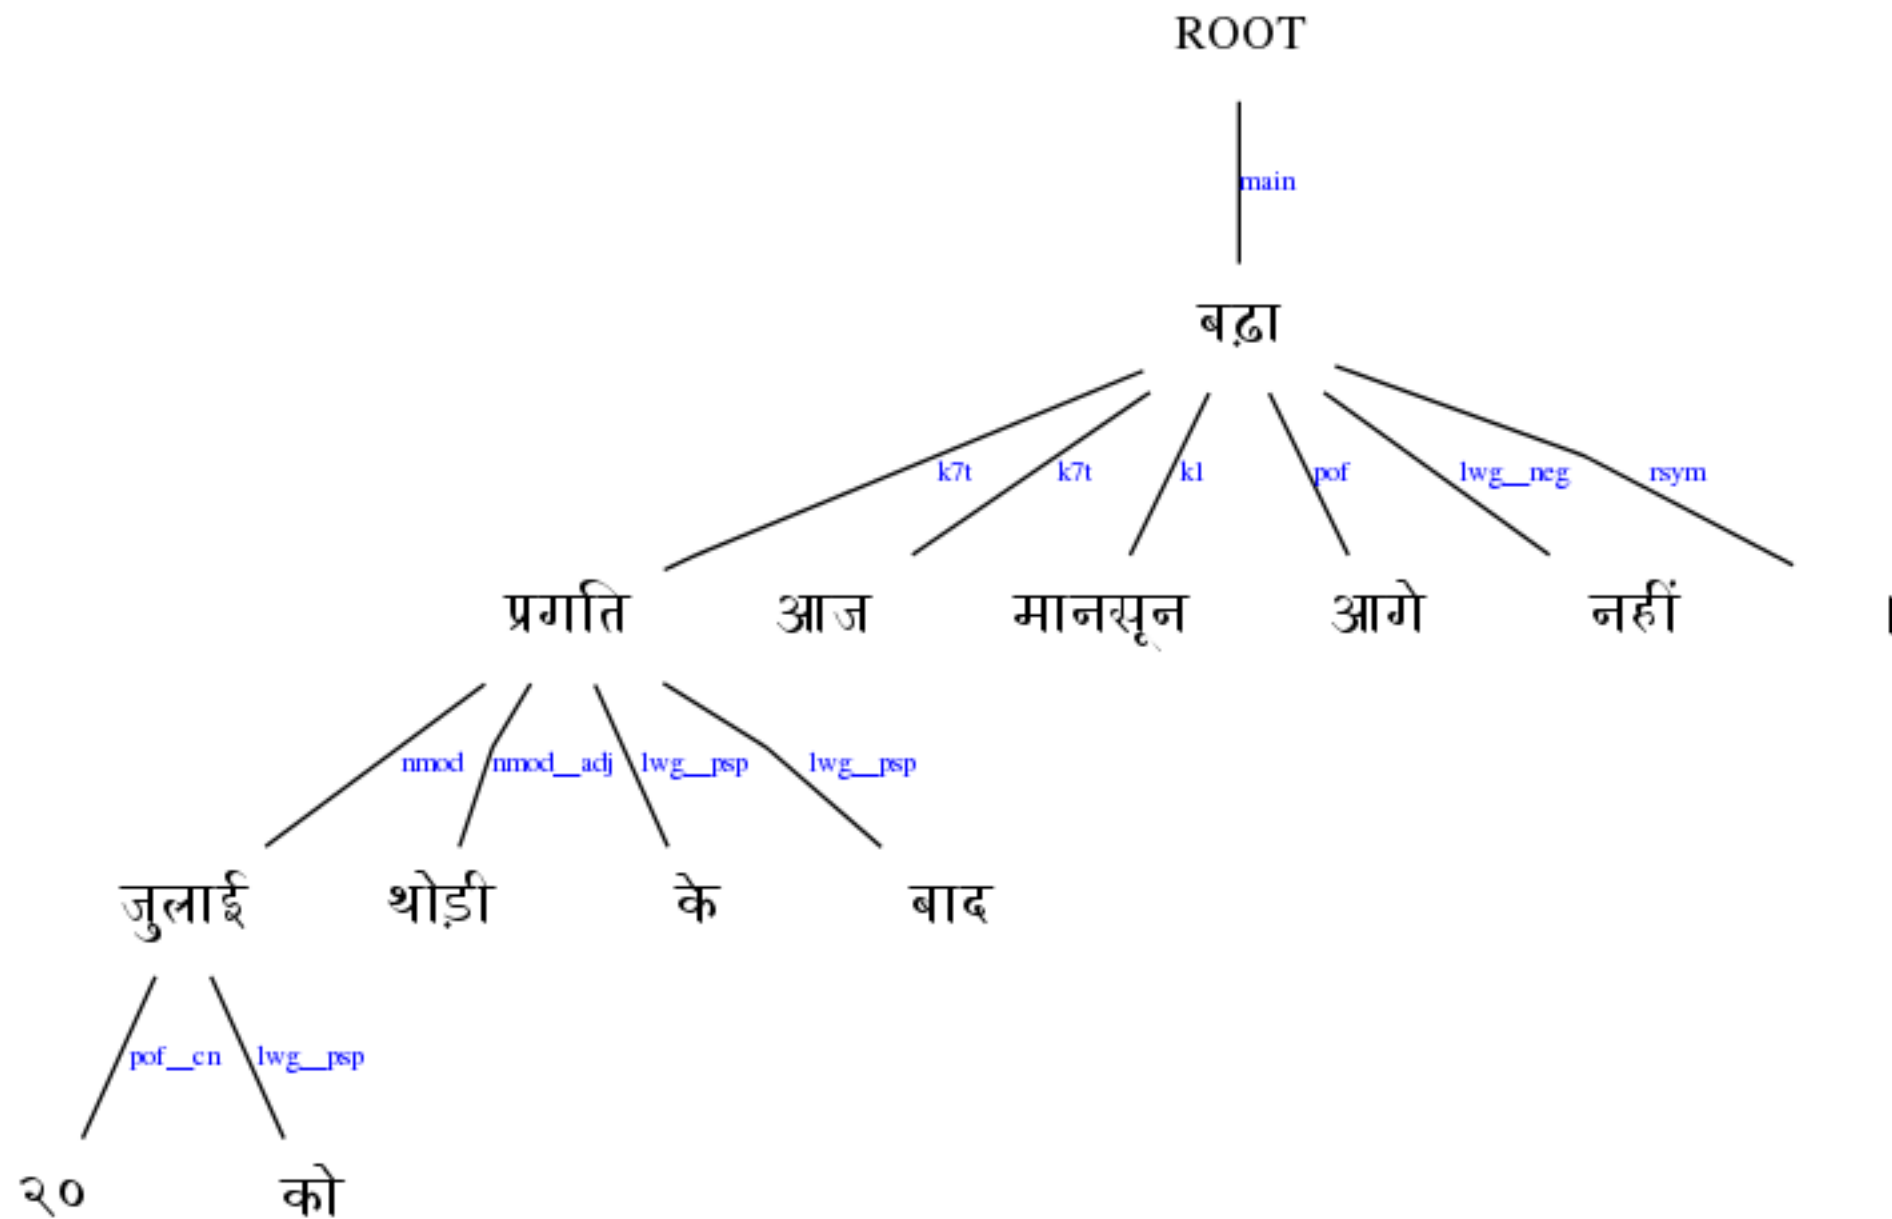 ROOT
main
बढ़ा
k7t k7t k1 pof lwg__neg rsym
प्रगति आज मानसून आगे नहीं ।
nmod nmod__adj lwg__psp lwg__psp
जुलाई थोड़ी के बाद
pof__cn lwg__psp
२० को